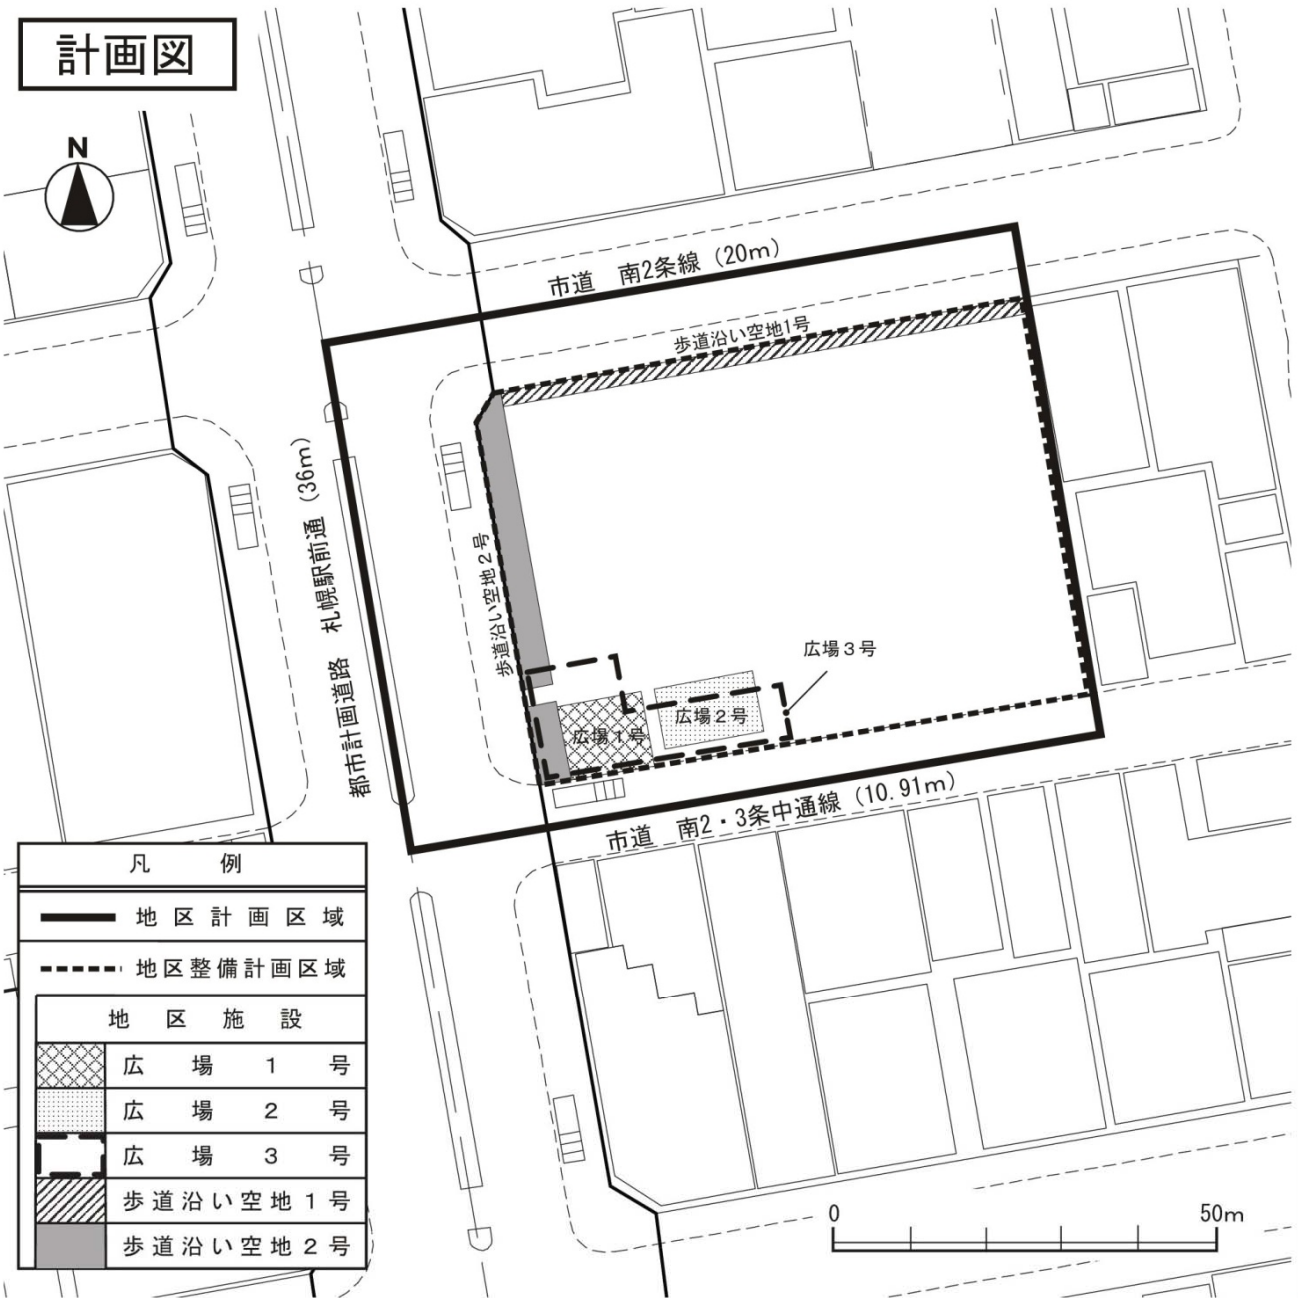 計画図
N
市道 南2条線(20m)
歩道沿い空地1号
都市計画道路 札幌駅前通(36m)
歩道沿い空地2号
広場3号
広場1号
広場2号
市道 南2・3条中通線(10.91m)
凡例
地区計画区域
地区整備計画区域
地区施設
広場1号
広場2号
広場3号
歩道沿い空地1号
歩道沿い空地2号
0 50m